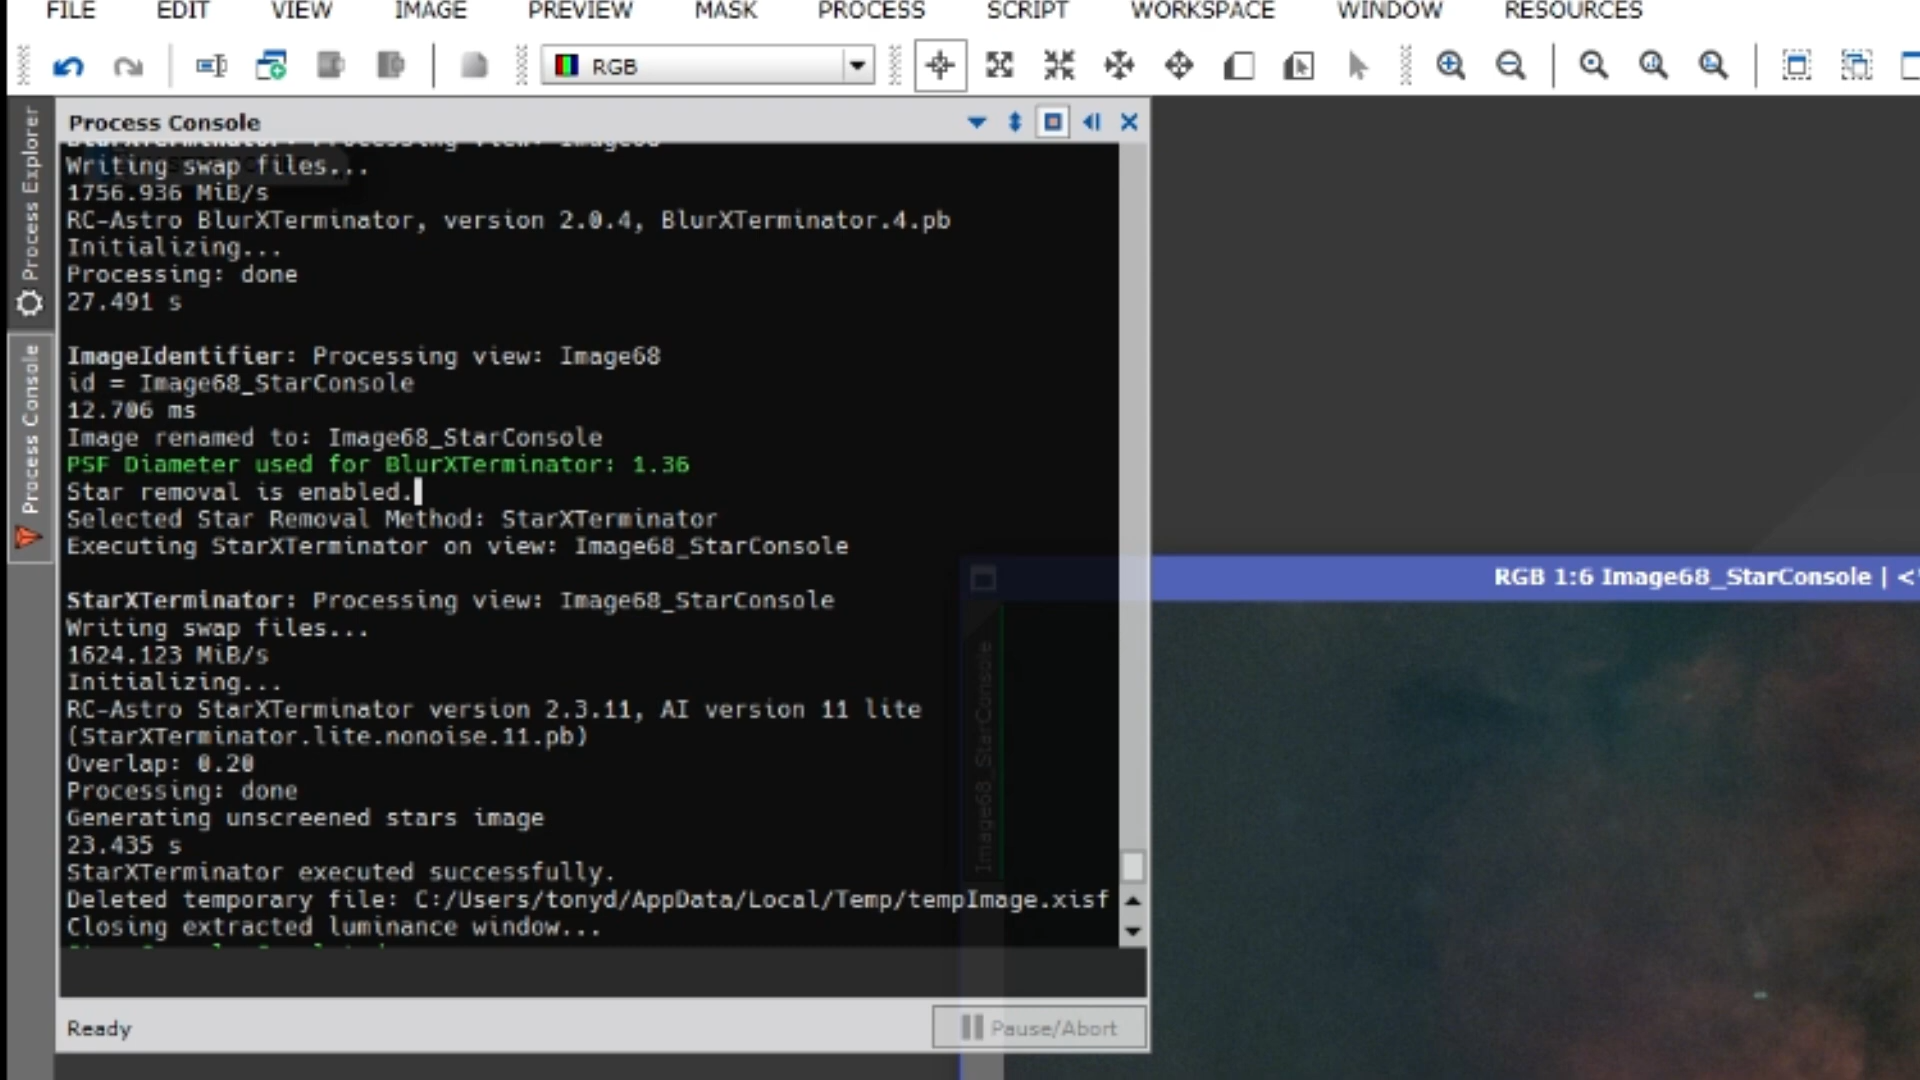 FILE EDIT VIEW IMAGE PREVIEW MASK PROCESS SCRIPT WORKSPACE WINDOW RESOURCES
RGB
Process Explorer
Process Console
Process Console
StarXTerminator: Processing view: Image68
Writing swap files...
1756.936 MiB/s
RC-Astro BlurXTerminator, version 2.0.4, BlurXTerminator.4.pb
Initializing...
Processing: done
27.491 s
ImageIdentifier: Processing view: Image68
id = Image68_StarConsole
12.706 ms
Image renamed to: Image68_StarConsole
PSF Diameter used for BlurXTerminator: 1.36
Star removal is enabled.
Selected Star Removal Method: StarXTerminator
Executing StarXTerminator on view: Image68_StarConsole
StarXTerminator: Processing view: Image68_StarConsole
Writing swap files...
1624.123 MiB/s
Initializing...
RC-Astro StarXTerminator version 2.3.11, AI version 11 lite
(StarXTerminator.lite.nonoise.11.pb)
Overlap: 0.20
Processing: done
Generating unscreened stars image
23.435 s
StarXTerminator executed successfully.
Deleted temporary file: C:/Users/tonyd/AppData/Local/Temp/tempImage.xisf
Closing extracted luminance window...
Ready
Pause/Abort
RGB 1:6 Image68_StarConsole | <
Image68_StarConsole